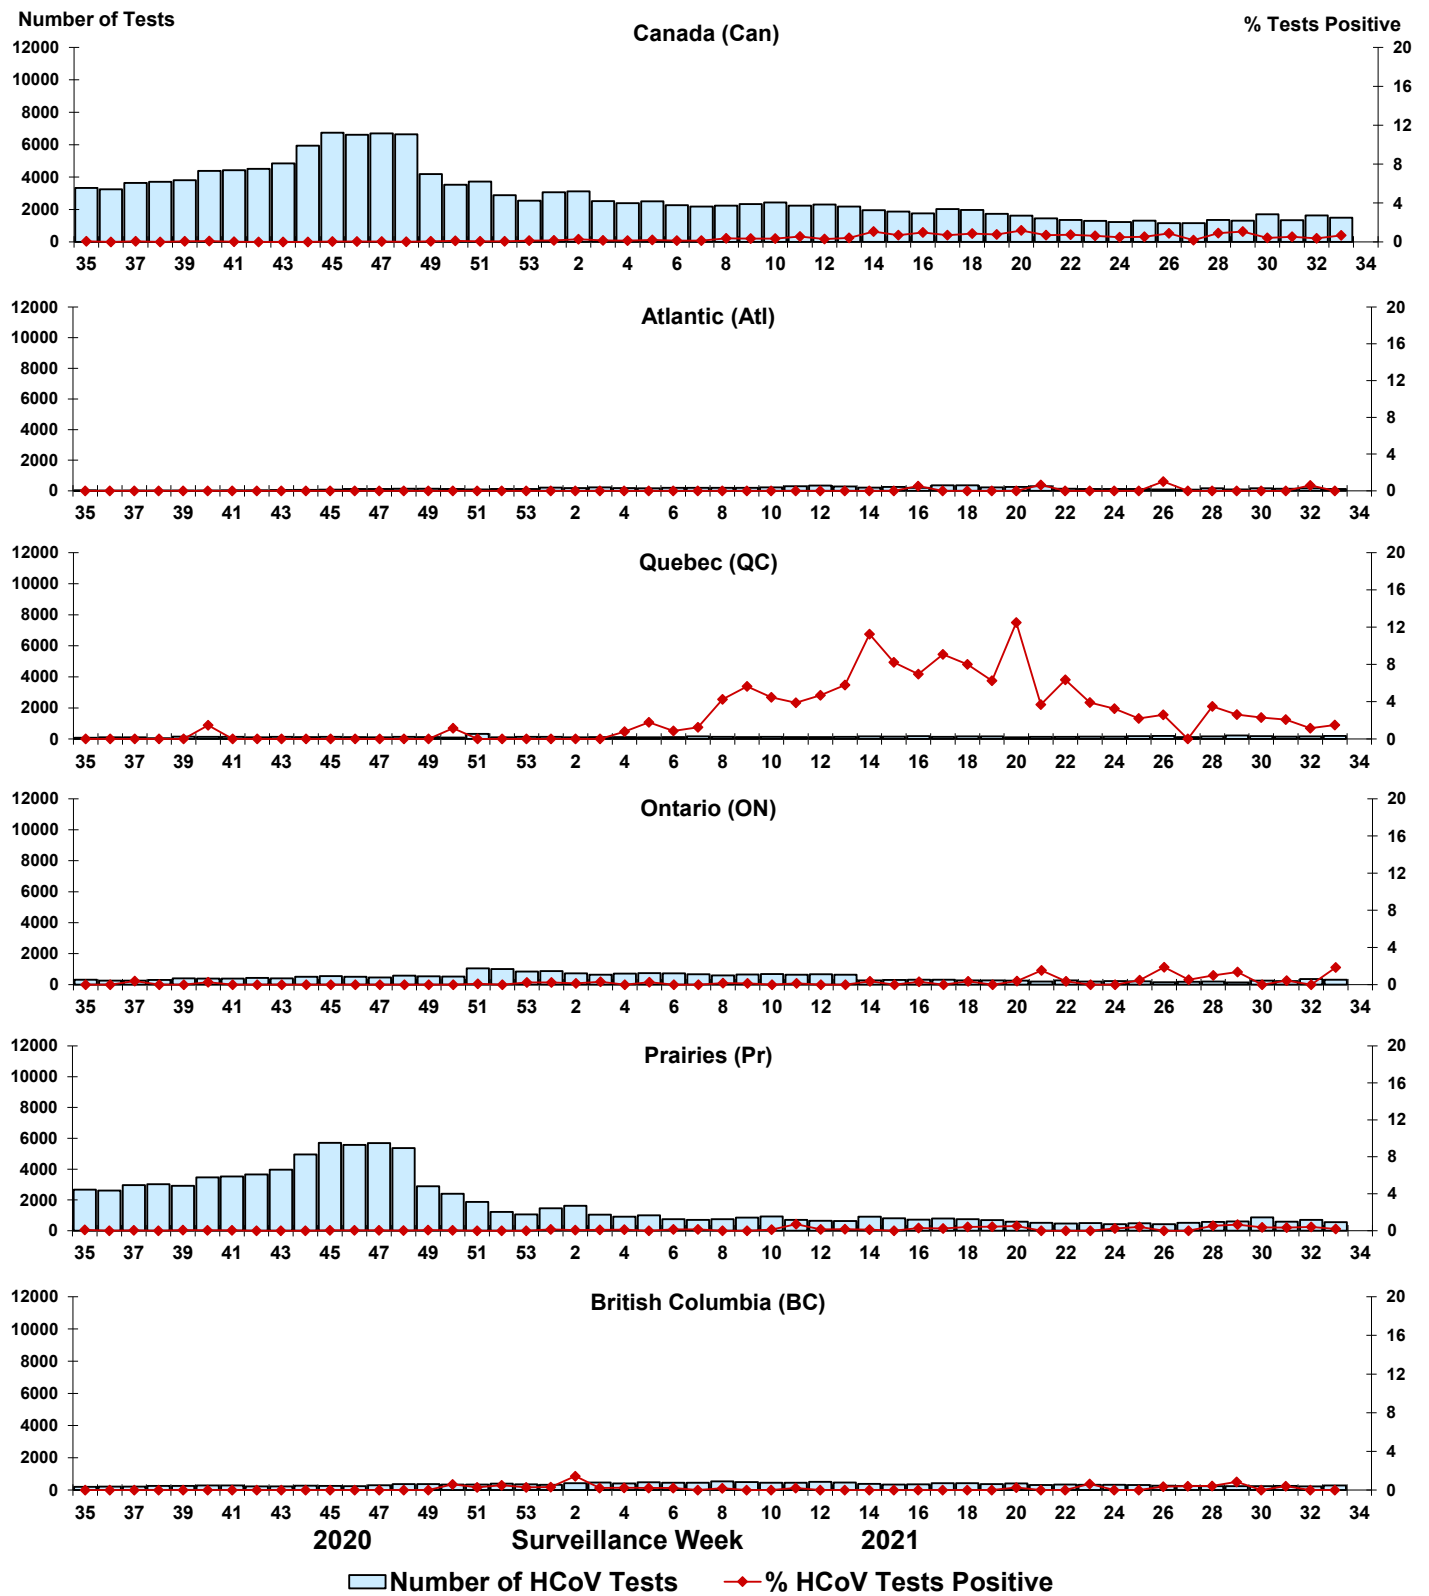 Number of Tests
Canada (Can)
% Tests Positive
12000 10000 8000 6000 4000 2000 0
20 16 12 8 4 0
35 37 39 41 43 45 47 49 51 53 2 4 6 8 10 12 14 16 18 20 22 24 26 28 30 32 34
Atlantic (Atl)
12000 10000 8000 6000 4000 2000 0
20 16 12 8 4 0
35 37 39 41 43 45 47 49 51 53 2 4 6 8 10 12 14 16 18 20 22 24 26 28 30 32 34
Quebec (QC)
12000 10000 8000 6000 4000 2000 0
20 16 12 8 4 0
35 37 39 41 43 45 47 49 51 53 2 4 6 8 10 12 14 16 18 20 22 24 26 28 30 32 34
Ontario (ON)
12000 10000 8000 6000 4000 2000 0
20 16 12 8 4 0
35 37 39 41 43 45 47 49 51 53 2 4 6 8 10 12 14 16 18 20 22 24 26 28 30 32 34
Prairies (Pr)
12000 10000 8000 6000 4000 2000 0
20 16 12 8 4 0
35 37 39 41 43 45 47 49 51 53 2 4 6 8 10 12 14 16 18 20 22 24 26 28 30 32 34
British Columbia (BC)
12000 10000 8000 6000 4000 2000 0
20 16 12 8 4 0
35 37 39 41 43 45 47 49 51 53 2 4 6 8 10 12 14 16 18 20 22 24 26 28 30 32 34
2020 Surveillance Week 2021
Number of HCoV Tests % HCoV Tests Positive